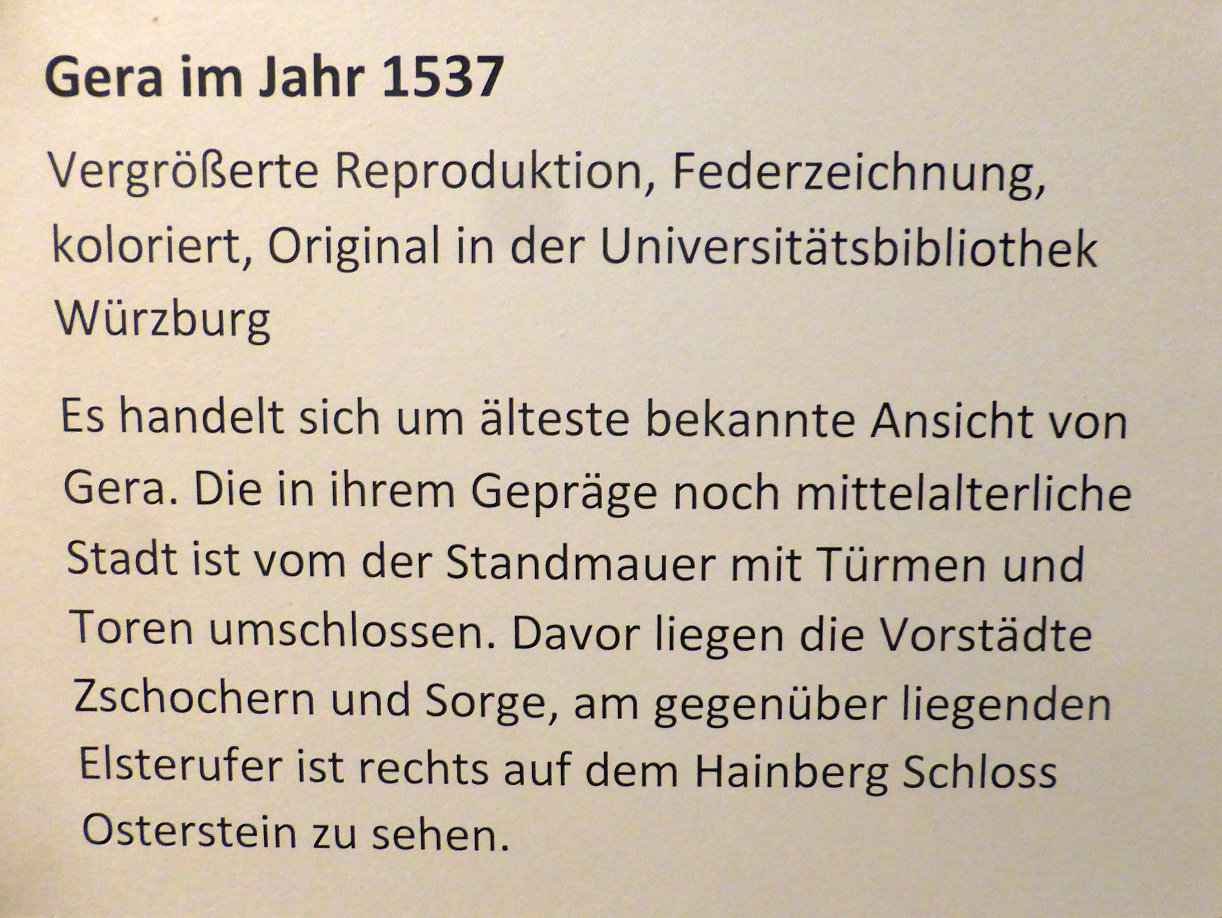 Gera im Jahr 1537
Vergrößerte Reproduktion, Federzeichnung,
koloriert, Original in der Universitätsbibliothek
Würzburg
Es handelt sich um älteste bekannte Ansicht von
Gera. Die in ihrem Gepräge noch mittelalterliche
Stadt ist vom der Standmauer mit Türmen und
Toren umschlossen. Davor liegen die Vorstädte
Zschochern und Sorge, am gegenüber liegenden
Elsterufer ist rechts auf dem Hainberg Schloss
Osterstein zu sehen.